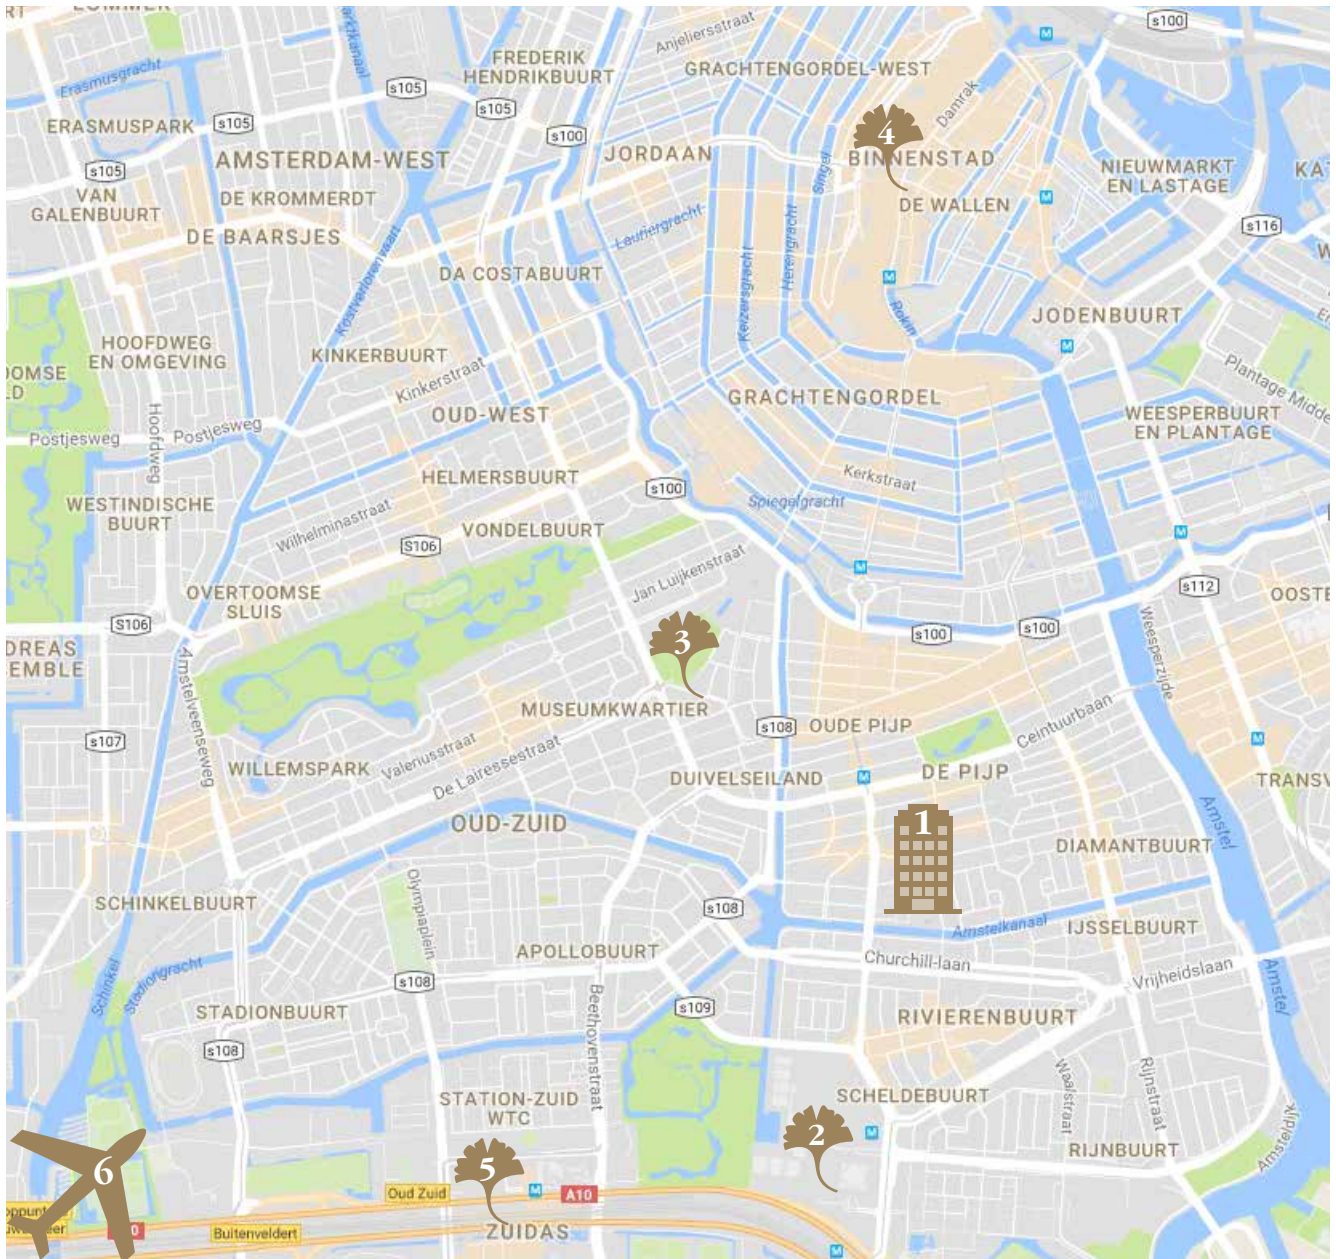 s100
FREDERIK
HENDRIKBUURT
Anjeliersstraat
GRACHTENGORDEL-WEST
Erasmusgracht
s105
s105
Damrak
ERASMUSPARK
s105
s100
4
AMSTERDAM-WEST
JORDAAN
BINNENSTAD
NIEUWMARKT
EN LASTAGE
s105
Singel
VAN
GALENBUURT
DE KROMMERDT
DE WALLEN
M
M
s116
Lauriergracht
DE BAARSJES
Herengracht
Keizersgracht
Kostverlorenvaart
DA COSTABUURT
M
Rokin
JODENBUURT
M
HOOFDWEG
EN OMGEVING
KINKERBUURT
Kinkerstraat
GRACHTENGORDEL
OUD-WEST
WEESPERBUURT
EN PLANTAGE
Postjesweg
Postjesweg
Hoofdweg
HELMERSBUURT
Kerkstraat
s100
Spiegelgracht
WESTINDISCHE
BUURT
Wilhelminastraat
VONDELBUURT
S106
M
M
Jan Luijkenstraat
s112
OVERTOOMSE
SLUIS
S106
3
s100
s100
Weesperzijde
Amstelveenseweg
MUSEUMKWARTIER
s108
OUDE PIJP
Ceintuurbaan
s107
Valeriusstraat
De Lairessestraat
WILLEMSPARK
M
DUIVELSEILAND
M
DE PIJP
OUD-ZUID
1
Amstel
DIAMANTBUURT
SCHINKELBUURT
Olympiaplein
s108
Amstelkanaal
IJSSELBUURT
APOLLOBUURT
Churchill-laan
Vrijheidslaan
Schinkel
Stadiongracht
s108
Amstel
STADIONBUURT
Beethovenstraat
s109
RIVIERENBUURT
s108
Waalstraat
Rijnstraat
STATION-ZUID
WTC
SCHELDEBUURT
2
M
Amsteldijk
RIJNBUURT
6
5
Oud Zuid
M
A10
Buitenveldert
ZUIDAS
M